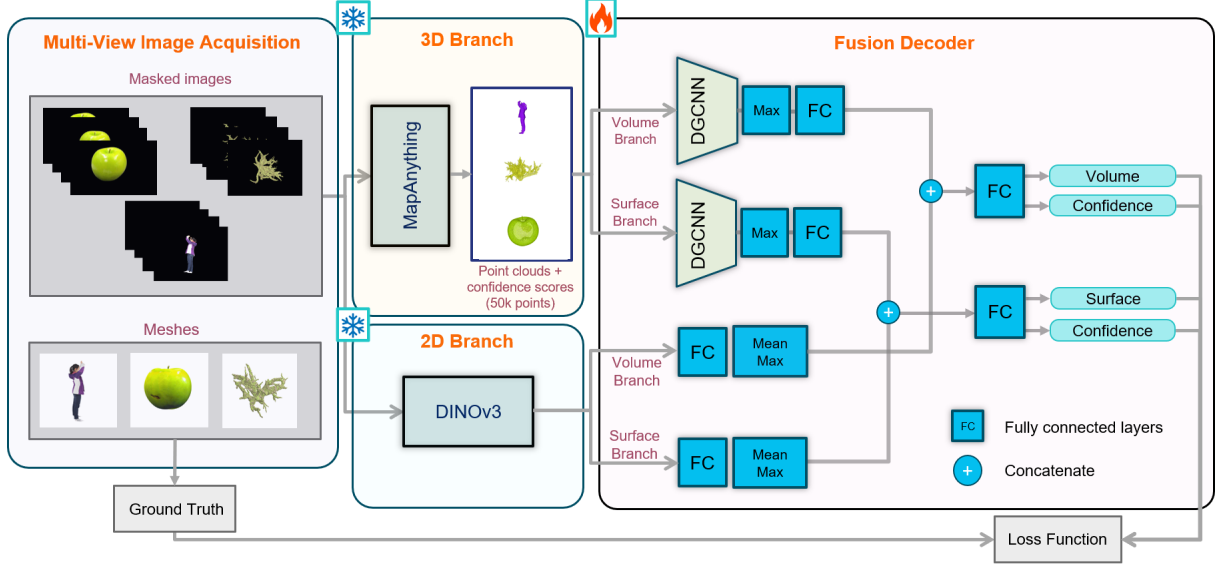 Multi-View Image Acquisition
Masked images
Meshes
Ground Truth
3D Branch
MapAnything
Point clouds +
confidence scores
(50k points)
2D Branch
DINOv3
Fusion Decoder
Volume
Branch
DGCNN
Max
FC
Surface
Branch
DGCNN
Max
FC
Volume
Branch
FC
Mean
Max
Surface
Branch
FC
Mean
Max
+
+
FC
Volume
Confidence
FC
Surface
Confidence
FC
Fully connected layers
+
Concatenate
Loss Function